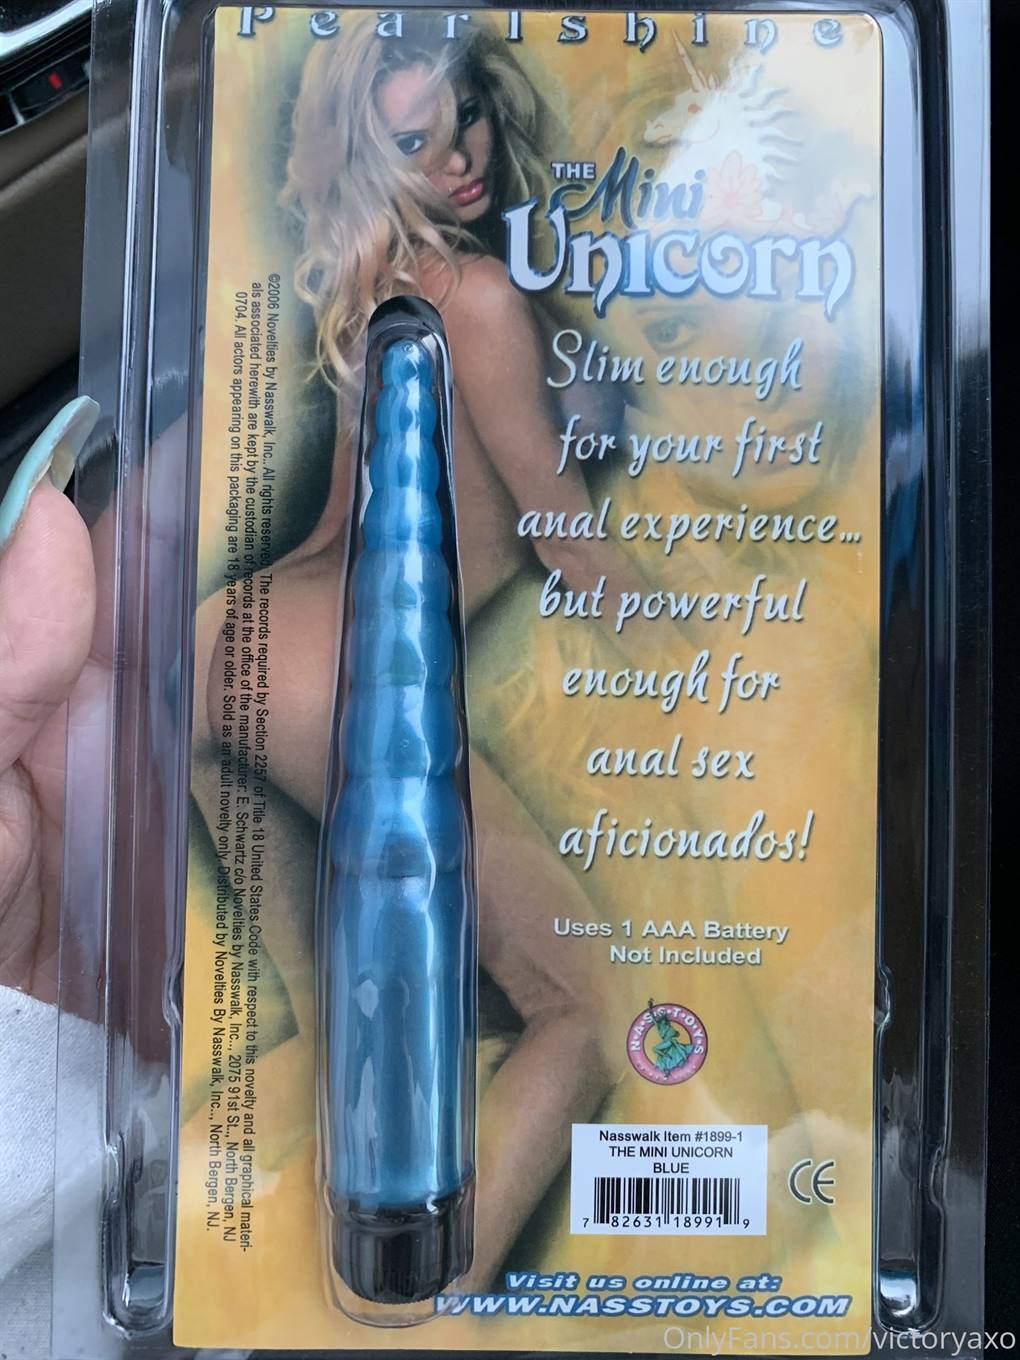 Pearlshine
THE Mini
Unicorn
Slim enough
for your first
anal experience...
but powerful
enough for
anal sex
aficionados!
Uses 1 AAA Battery
Not Included
NASSTOYS
Nasswalk Item #1899-1
THE MINI UNICORN
BLUE
7 82631 18991 9
CE
Visit us online at:
WWW.NASSTOYS.COM
©2006 Novelties by Nasswalk, Inc.. All rights reserved. The records required by Section 2257 of Title 18 United States Code with respect to this novelty and all graphical materi-
als associated herewith are kept by the custodian of records at the office of the manufacturer: E. Schwartz c/o Novelties by Nasswalk, Inc.., 2075 91st St.., North Bergen, NJ
0704. All actors appearing on this packaging are 18 years of age or older. Sold as an adult novelty only. Distributed by Novelties By Nasswalk, Inc.., North Bergen, NJ.
OnlyFans.com/victoryaxo